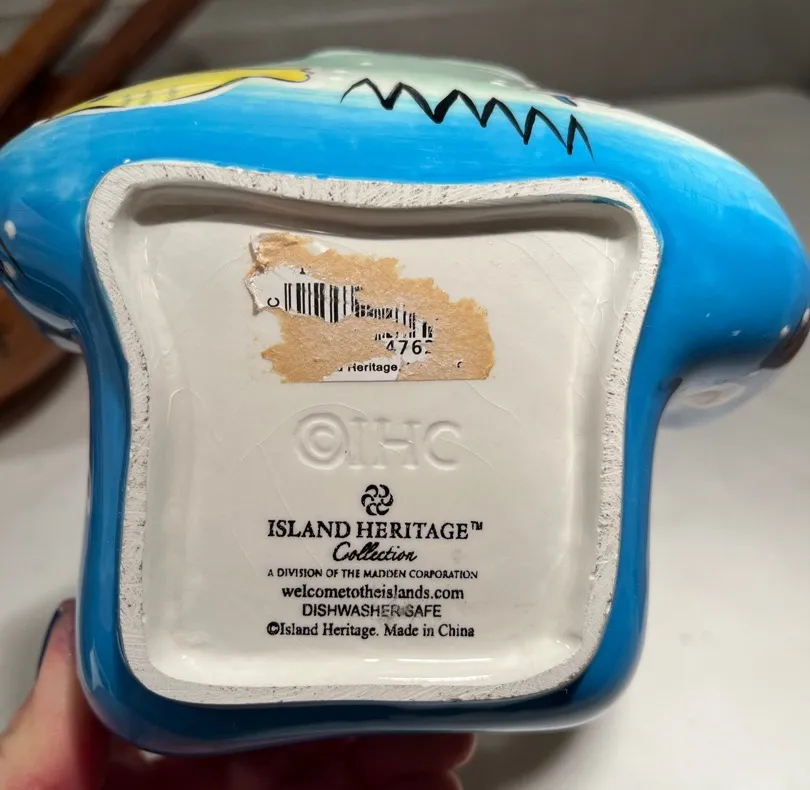 C
4762
Heritage.
©IHC
ISLAND HERITAGE™
Collection
A DIVISION OF THE MADDEN CORPORATION
welcometotheislands.com
DISHWASHER SAFE
©Island Heritage. Made in China